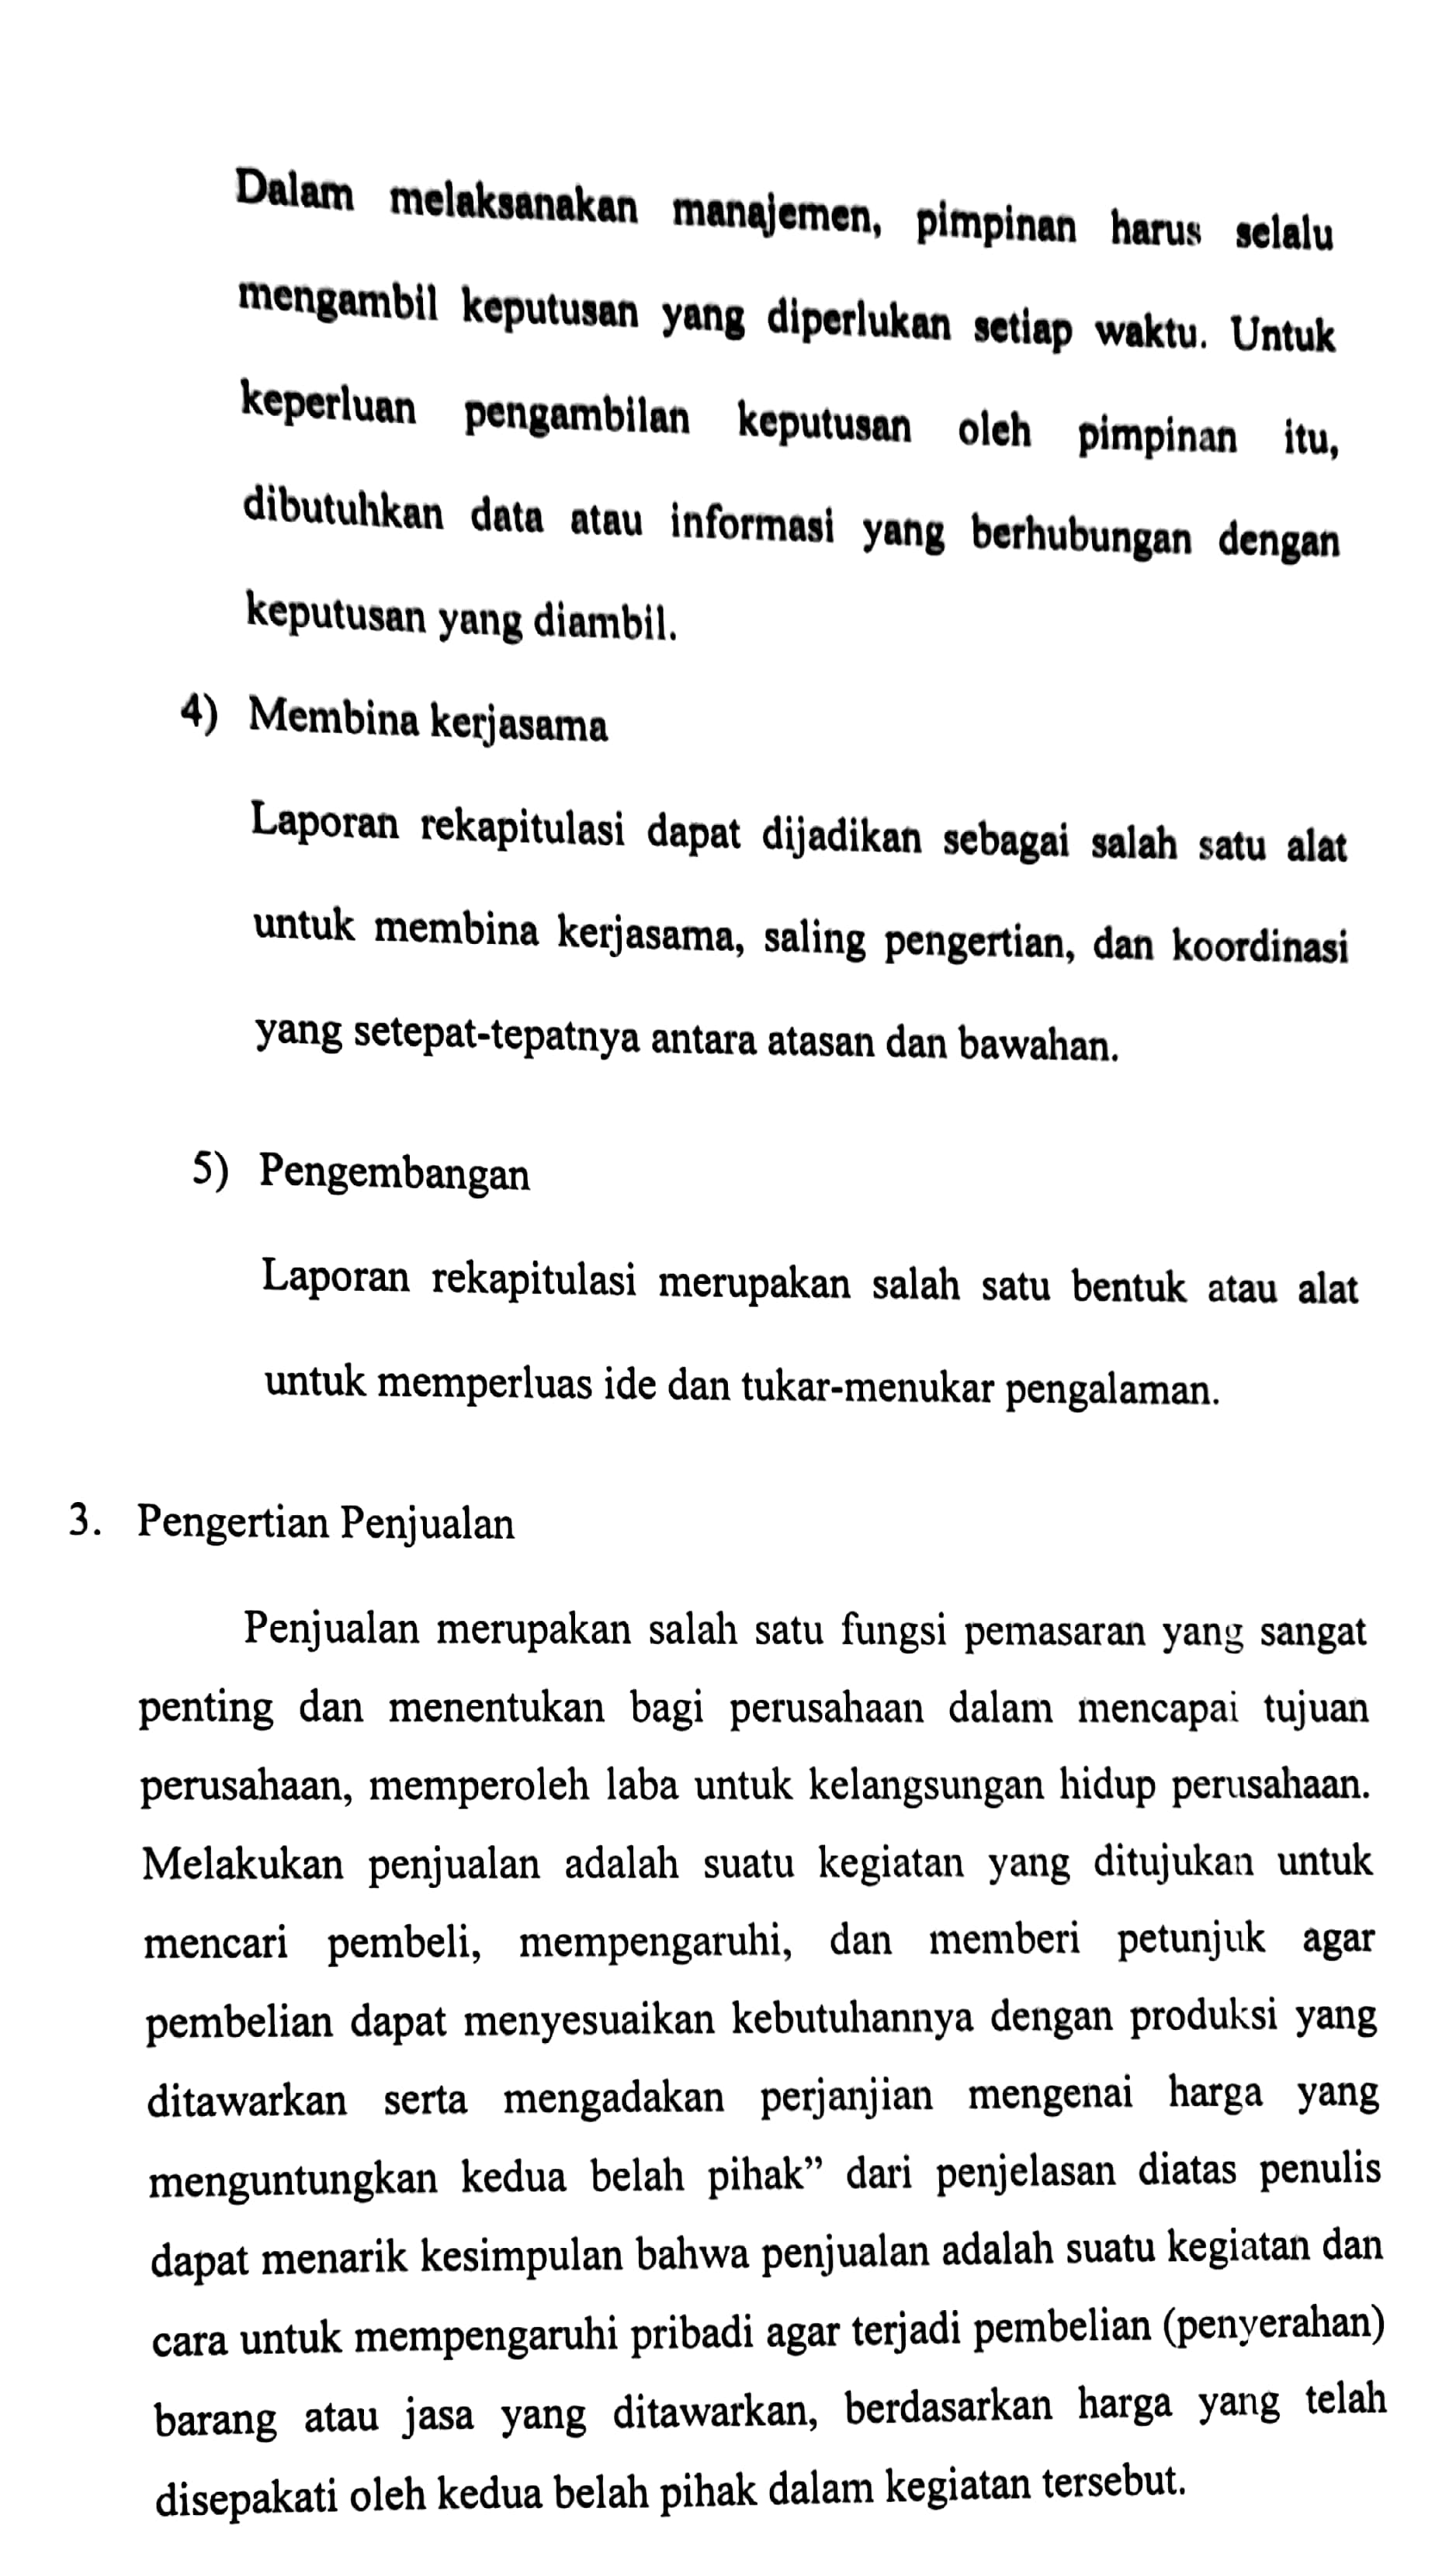 Dalam melaksanakan manajemen, pimpinan harus selalu
mengambil keputusan yang diperlukan setiap waktu. Untuk
keperluan pengambilan keputusan oleh pimpinan itu,
dibutuhkan data atau informasi yang berhubungan dengan
keputusan yang diambil.
4) Membina kerjasama
Laporan rekapitulasi dapat dijadikan sebagai salah satu alat
untuk membina kerjasama, saling pengertian, dan koordinasi
yang setepat-tepatnya antara atasan dan bawahan.
5) Pengembangan
Laporan rekapitulasi merupakan salah satu bentuk atau alat
untuk memperluas ide dan tukar-menukar pengalaman.
3. Pengertian Penjualan
Penjualan merupakan salah satu fungsi pemasaran yang sangat
penting dan menentukan bagi perusahaan dalam mencapai tujuan
perusahaan, memperoleh laba untuk kelangsungan hidup perusahaan.
Melakukan penjualan adalah suatu kegiatan yang ditujukan untuk
mencari pembeli, mempengaruhi, dan memberi petunjuk agar
pembelian dapat menyesuaikan kebutuhannya dengan produksi yang
ditawarkan serta mengadakan perjanjian mengenai harga yang
menguntungkan kedua belah pihak” dari penjelasan diatas penulis
dapat menarik kesimpulan bahwa penjualan adalah suatu kegiatan dan
cara untuk mempengaruhi pribadi agar terjadi pembelian (penyerahan)
barang atau jasa yang ditawarkan, berdasarkan harga yang telah
disepakati oleh kedua belah pihak dalam kegiatan tersebut.